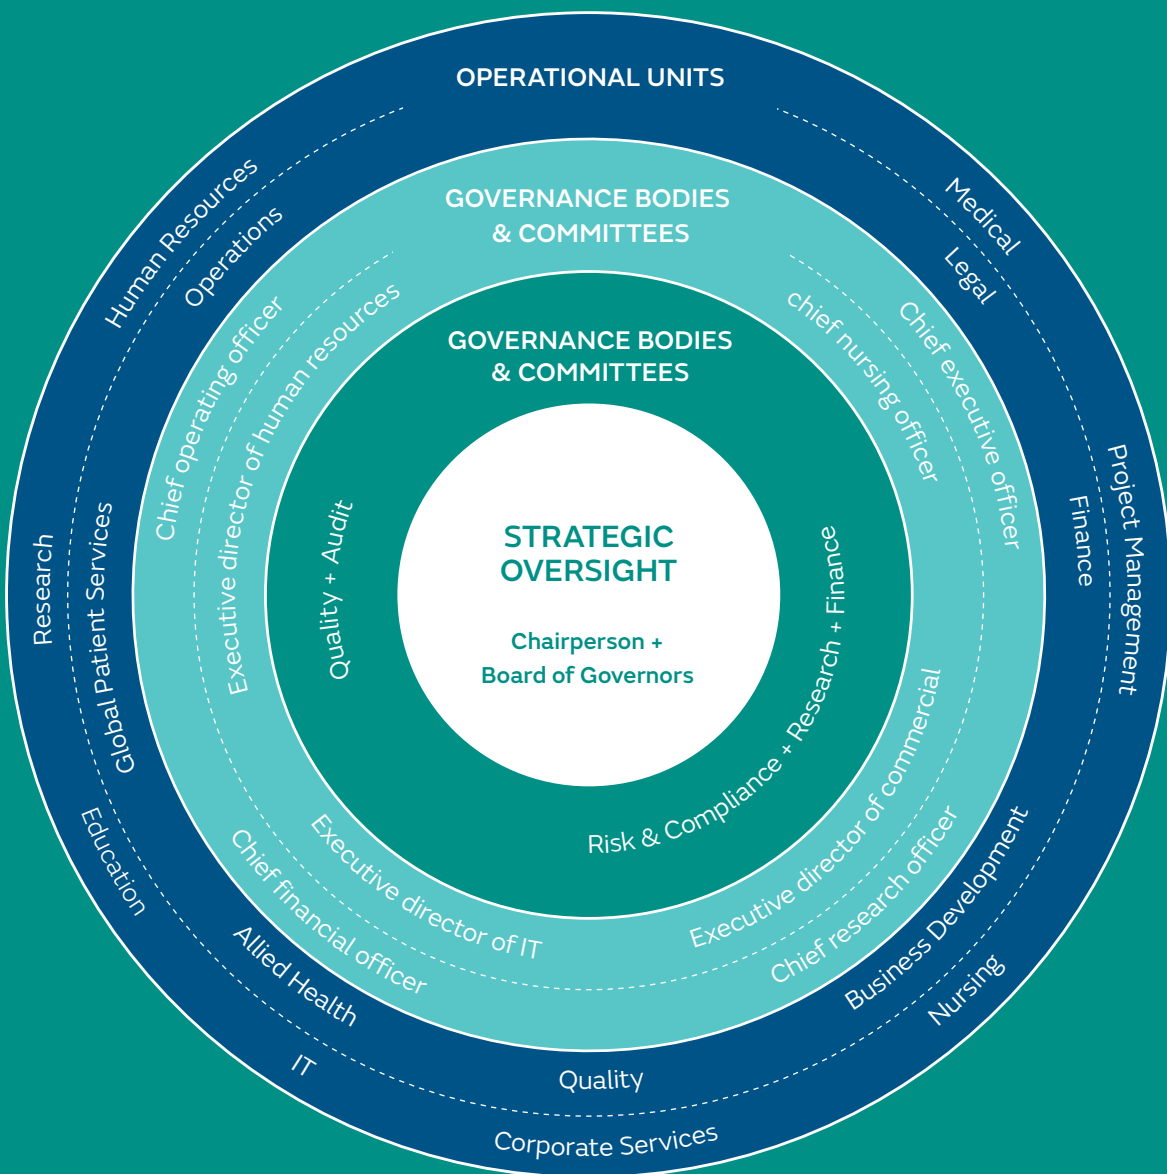 OPERATIONAL UNITS
Human Resources
Operations
Medical
Legal
Project Management
Finance
Research
Global Patient Services
Education
Allied Health
IT
Quality
Corporate Services
Business Development
Nursing
GOVERNANCE BODIES
& COMMITTEES
Chief operating officer
Executive director of human resources
chief nursing officer
Chief executive officer
Executive director of commercial
Chief research officer
Executive director of IT
Chief financial officer
GOVERNANCE BODIES
& COMMITTEES
Quality + Audit
Risk & Compliance + Research + Finance
STRATEGIC
OVERSIGHT
Chairperson +
Board of Governors